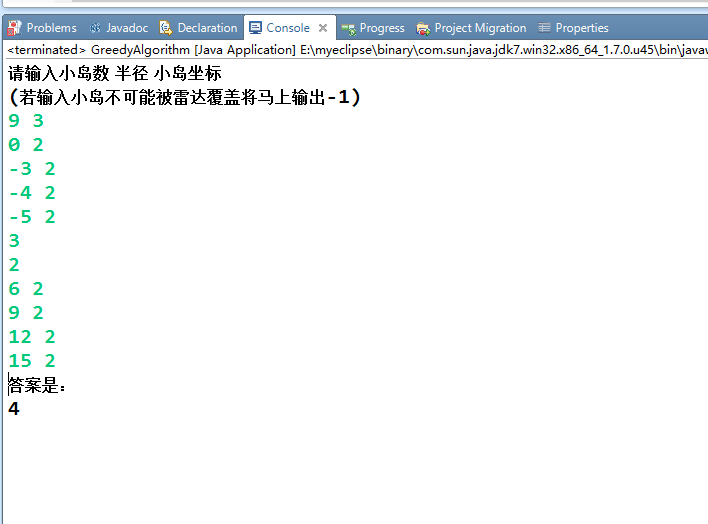 Problems Javadoc Declaration Console Progress Project Migration Properties
<terminated> GreedyAlgorithm [Java Application] E:\myeclipse\binary\com.sun.java.jdk7.win32.x86_64_1.7.0.u45\bin\javaw
请输入小岛数 半径 小岛坐标
(若输入小岛不可能被雷达覆盖将马上输出-1)
9 3
0 2
-3 2
-4 2
-5 2
3
2
6 2
9 2
12 2
15 2
答案是：
4